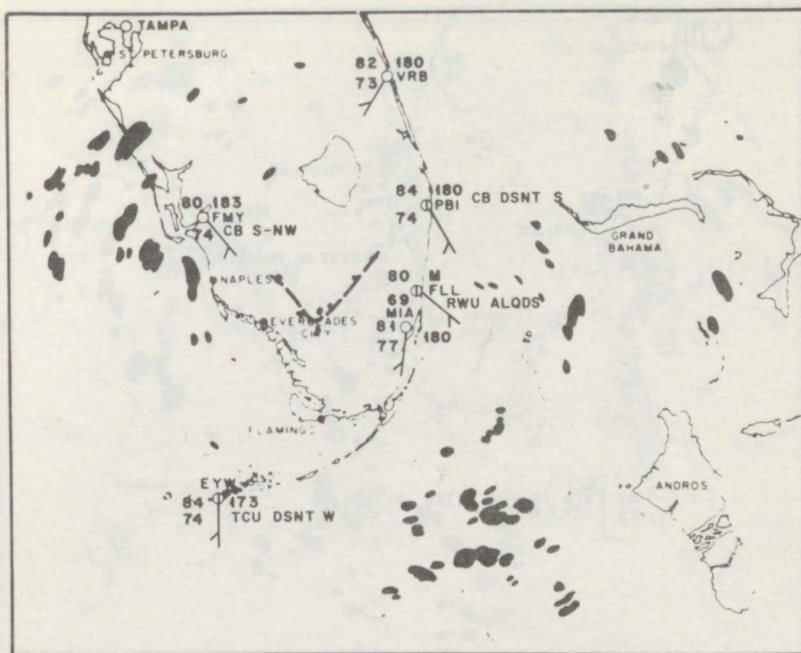 TAMPA
ST PETERSBURG
82 180
73 VRB
80 183
FMY
74 CB S-NW
84 180 CB DSNT S
PBI
74
GRAND
BAHAMA
NAPLES
80 M
FLL
69 RWU ALQDS
MIA
81
77 180
EVERGLADES
CITY
FLAMINGO
EYW
84 173
74 TCU DSNT W
ANDROS